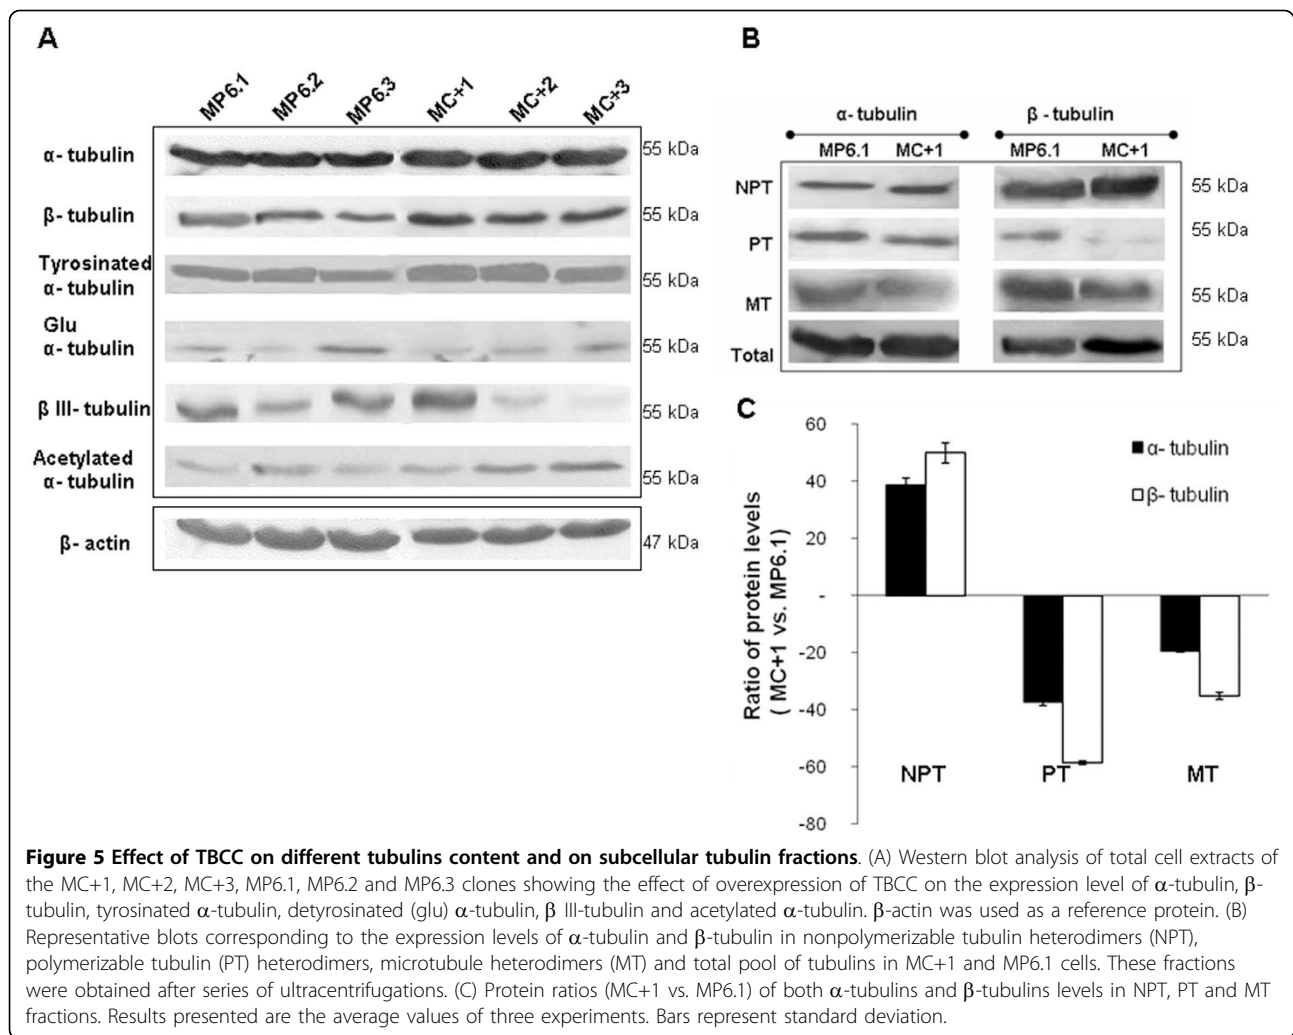 A
MP6.1 MP6.2 MP6.3 MC+1 MC+2 MC+3
α- tubulin 55 kDa
β- tubulin 55 kDa
Tyrosinated
α- tubulin 55 kDa
Glu
α- tubulin 55 kDa
β III- tubulin 55 kDa
Acetylated
α- tubulin 55 kDa
β- actin 47 kDa
B
α- tubulin β - tubulin
MP6.1 MC+1 MP6.1 MC+1
NPT 55 kDa
PT 55 kDa
MT 55 kDa
Total 55 kDa
C
Ratio of protein levels
( MC+1 vs. MP6.1)
60
40
20
-
-20
-40
-60
-80
α- tubulin
β- tubulin
NPT PT MT
Figure 5 Effect of TBCC on different tubulins content and on subcellular tubulin fractions. (A) Western blot analysis of total cell extracts of
the MC+1, MC+2, MC+3, MP6.1, MP6.2 and MP6.3 clones showing the effect of overexpression of TBCC on the expression level of α-tubulin, β-
tubulin, tyrosinated α-tubulin, detyrosinated (glu) α-tubulin, β III-tubulin and acetylated α-tubulin. β-actin was used as a reference protein. (B)
Representative blots corresponding to the expression levels of α-tubulin and β-tubulin in nonpolymerizable tubulin heterodimers (NPT),
polymerizable tubulin (PT) heterodimers, microtubule heterodimers (MT) and total pool of tubulins in MC+1 and MP6.1 cells. These fractions
were obtained after series of ultracentrifugations. (C) Protein ratios (MC+1 vs. MP6.1) of both α-tubulins and β-tubulins levels in NPT, PT and MT
fractions. Results presented are the average values of three experiments. Bars represent standard deviation.